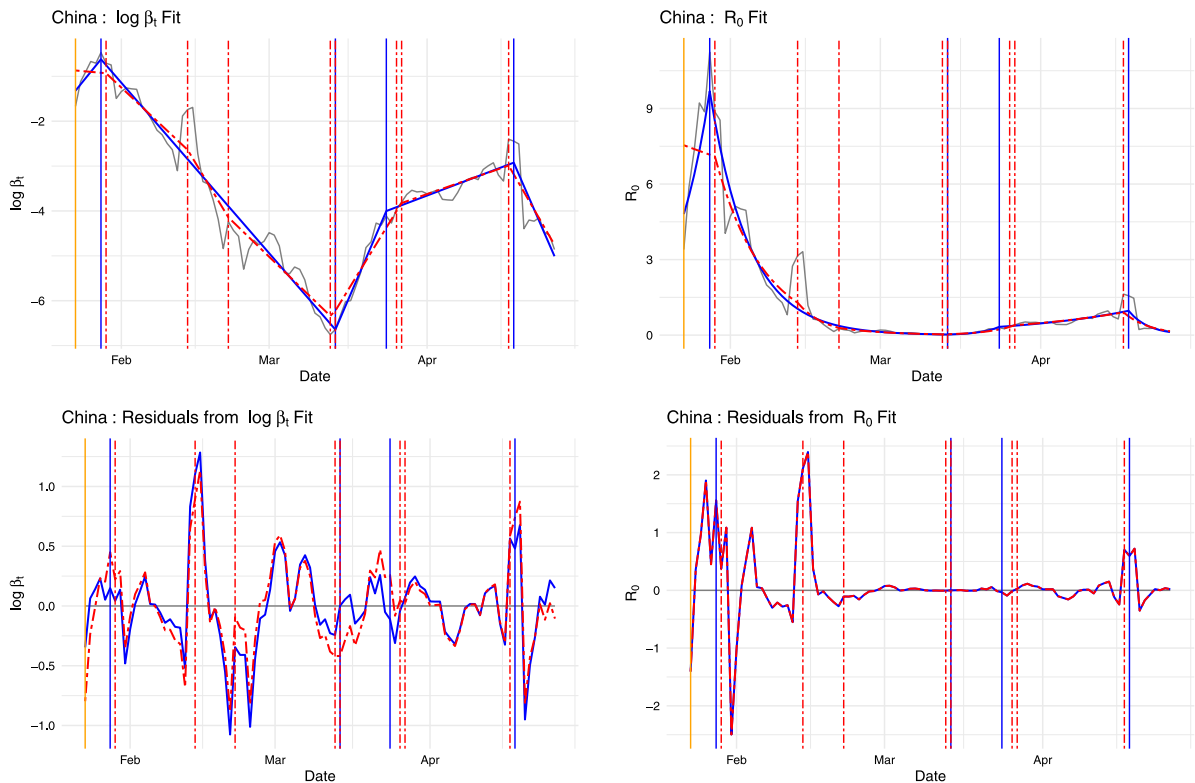 China : log βt Fit
−2
−4
−6
log βt
Feb
Mar
Apr
Date
China : R0 Fit
9
6
3
0
R0
Feb
Mar
Apr
Date
China : Residuals from log βt Fit
1.0
0.5
0.0
−0.5
−1.0
log βt
Feb
Mar
Apr
Date
China : Residuals from R0 Fit
2
1
0
−1
−2
R0
Feb
Mar
Apr
Date